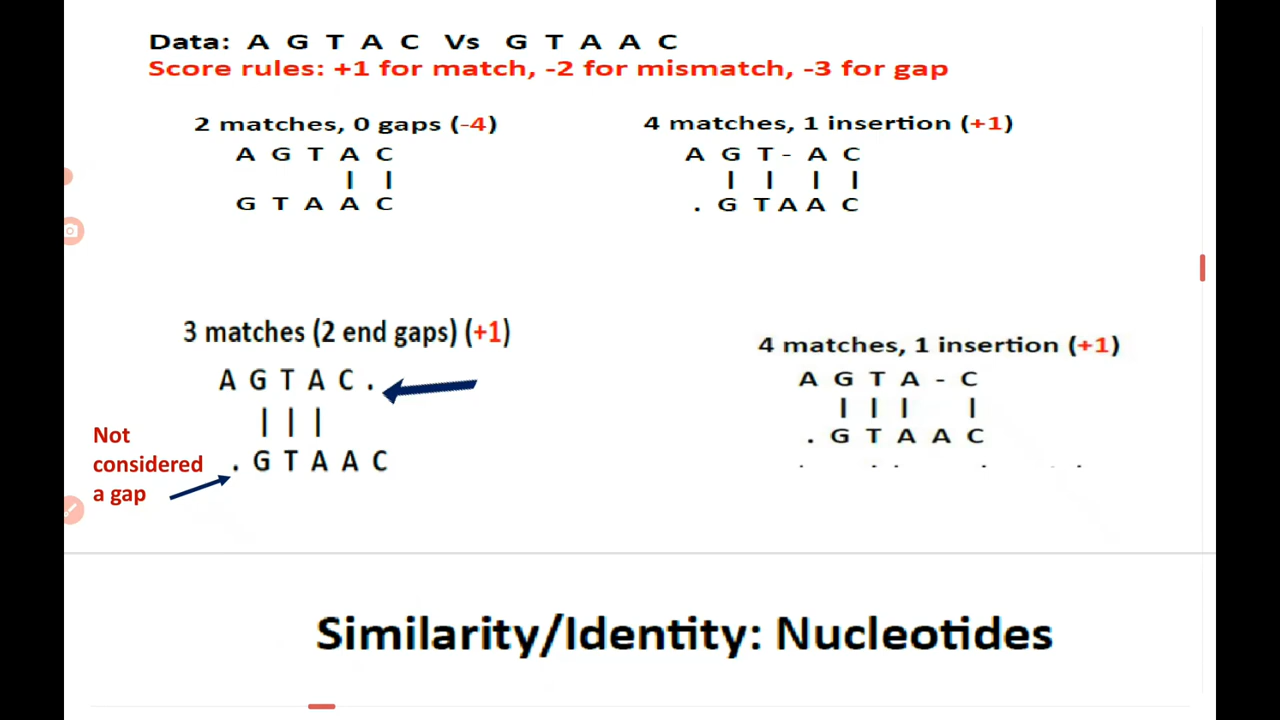 Data: A G T A C Vs G T A A C
Score rules: +1 for match, -2 for mismatch, -3 for gap
2 matches, 0 gaps (-4)
A G T A C
| |
G T A A C
4 matches, 1 insertion (+1)
A G T - A C
| | | |
. G T A A C
3 matches (2 end gaps) (+1)
A G T A C .
| | |
. G T A A C
Not
considered
a gap
4 matches, 1 insertion (+1)
A G T A - C
| | | |
. G T A A C
Similarity/Identity: Nucleotides